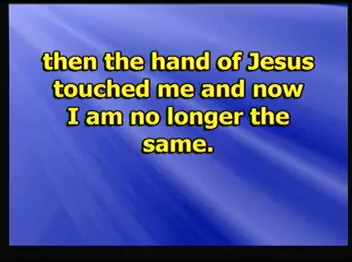 then the hand of Jesus
touched me and now
I am no longer the
same.